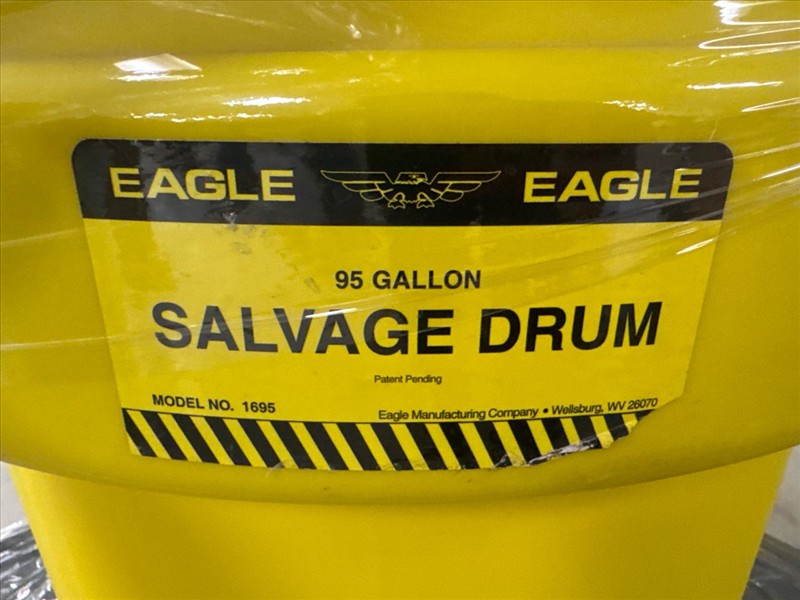 EAGLE EAGLE
95 GALLON
SALVAGE DRUM
Patent Pending
MODEL NO. 1695
Eagle Manufacturing Company • Wellsburg, WV 26070